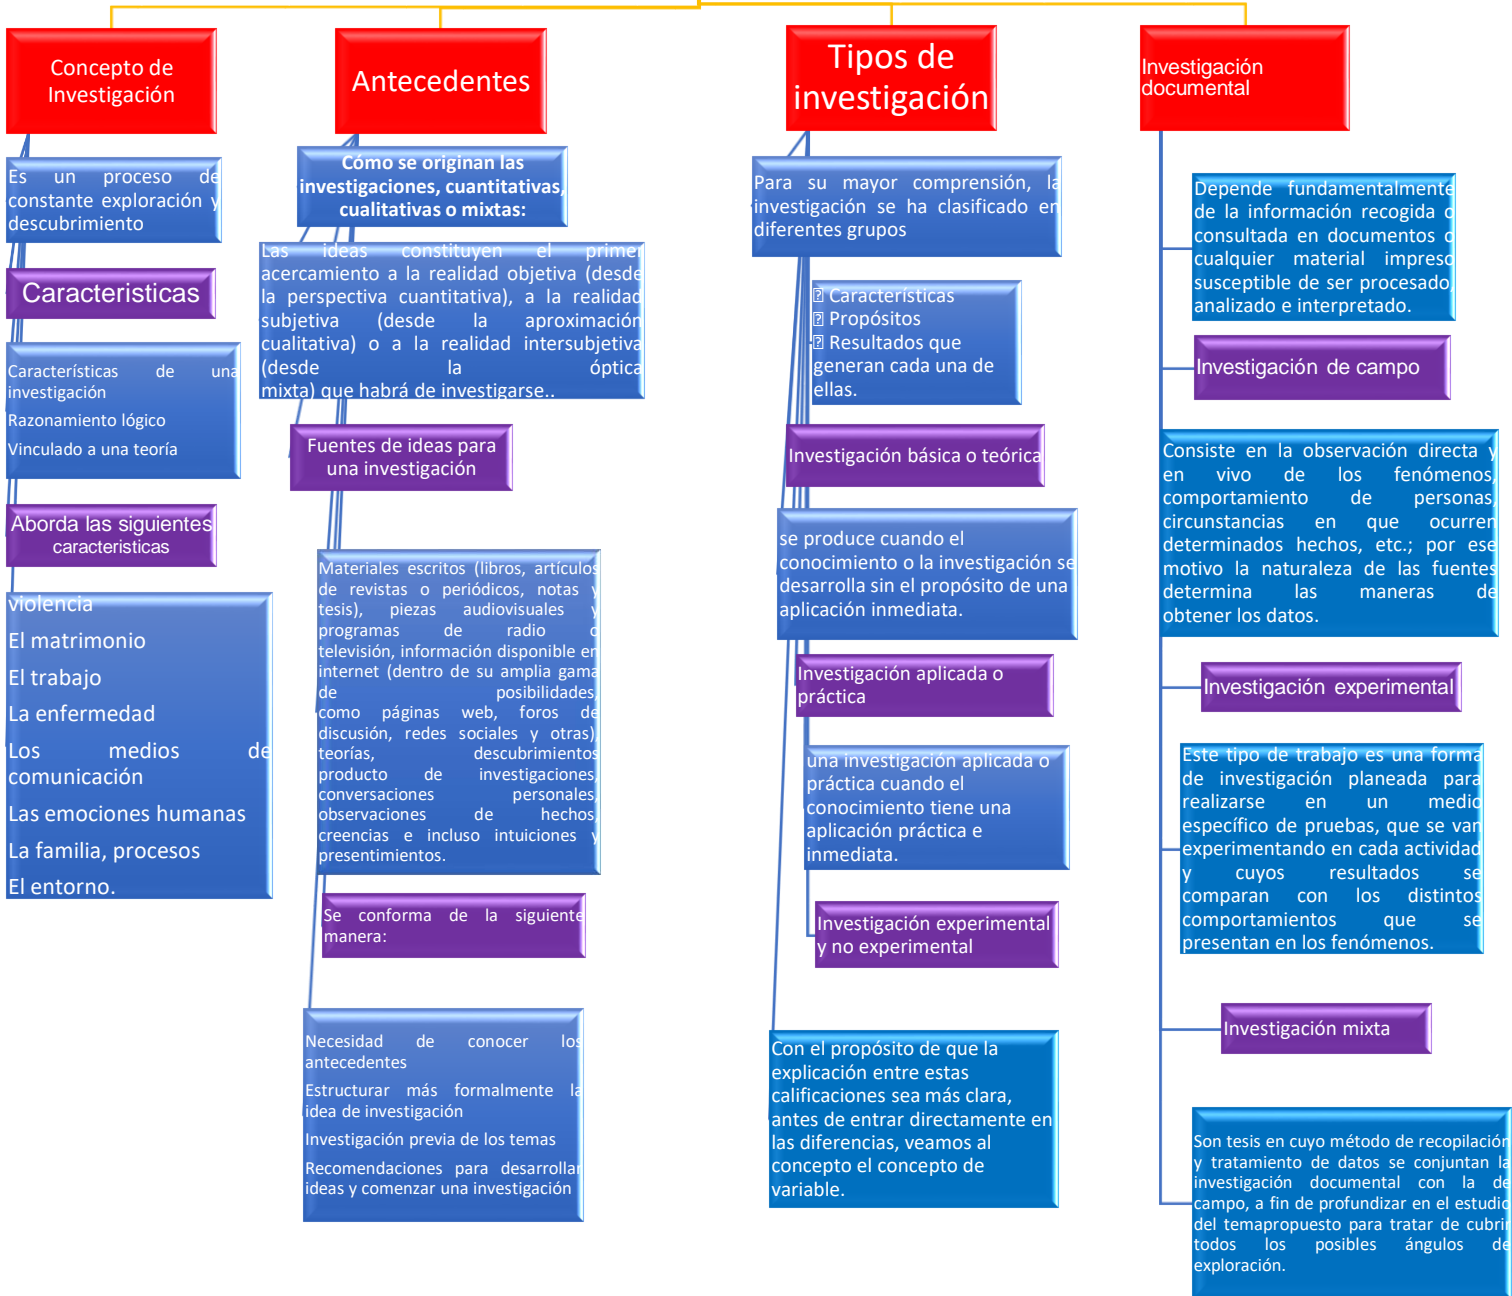 Concepto de
Investigación
Es un proceso de
constante exploración y
descubrimiento
Caracteristicas
Características de una
investigación
Razonamiento lógico
Vinculado a una teoría
Aborda las siguientes
caracteristicas
violencia
El matrimonio
El trabajo
La enfermedad
Los medios de
comunicación
Las emociones humanas
La familia, procesos
El entorno.
Antecedentes
Cómo se originan las
investigaciones, cuantitativas,
cualitativas o mixtas:
Las ideas constituyen el primer
acercamiento a la realidad objetiva (desde
la perspectiva cuantitativa), a la realidad
subjetiva (desde la aproximación
cualitativa) o a la realidad intersubjetiva
(desde la óptica
mixta) que habrá de investigarse..
Fuentes de ideas para
una investigación
Materiales escritos (libros, artículos
de revistas o periódicos, notas y
tesis), piezas audiovisuales y
programas de radio o
televisión, información disponible en
internet (dentro de su amplia gama
de posibilidades,
como páginas web, foros de
discusión, redes sociales y otras),
teorías, descubrimientos
producto de investigaciones,
conversaciones personales,
observaciones de hechos,
creencias e incluso intuiciones y
presentimientos.
Se conforma de la siguiente
manera:
Necesidad de conocer los
antecedentes
Estructurar más formalmente la
idea de investigación
Investigación previa de los temas
Recomendaciones para desarrollar
ideas y comenzar una investigación
Tipos de
investigación
Para su mayor comprensión, la
investigación se ha clasificado en
diferentes grupos
Característícas
Propósitos
Resultados que
generan cada una de
ellas.
Investigación básica o teórica
se produce cuando el
conocimiento o la investigación se
desarrolla sin el propósito de una
aplicación inmediata.
Investigación aplicada o
práctica
una investigación aplicada o
práctica cuando el
conocimiento tiene una
aplicación práctica e
inmediata.
Investigación experimental
y no experimental
Con el propósito de que la
explicación entre estas
calificaciones sea más clara,
antes de entrar directamente en
las diferencias, veamos al
concepto el concepto de
variable.
Investigación
documental
Depende fundamentalmente
de la información recogida o
consultada en documentos o
cualquier material impreso
susceptible de ser procesado,
analizado e interpretado.
Investigación de campo
Consiste en la observación directa y
en vivo de los fenómenos,
comportamiento de personas,
circunstancias en que ocurren
determinados hechos, etc.; por ese
motivo la naturaleza de las fuentes
determina las maneras de
obtener los datos.
Investigación experimental
Este tipo de trabajo es una forma
de investigación planeada para
realizarse en un medio
específico de pruebas, que se van
experimentando en cada actividad
y cuyos resultados se
comparan con los distintos
comportamientos que se
presentan en los fenómenos.
Investigación mixta
Son tesis en cuyo método de recopilación
y tratamiento de datos se conjuntan la
investigación documental con la de
campo, a fin de profundizar en el estudio
del temapropuesto para tratar de cubrir
todos los posibles ángulos de
exploración.